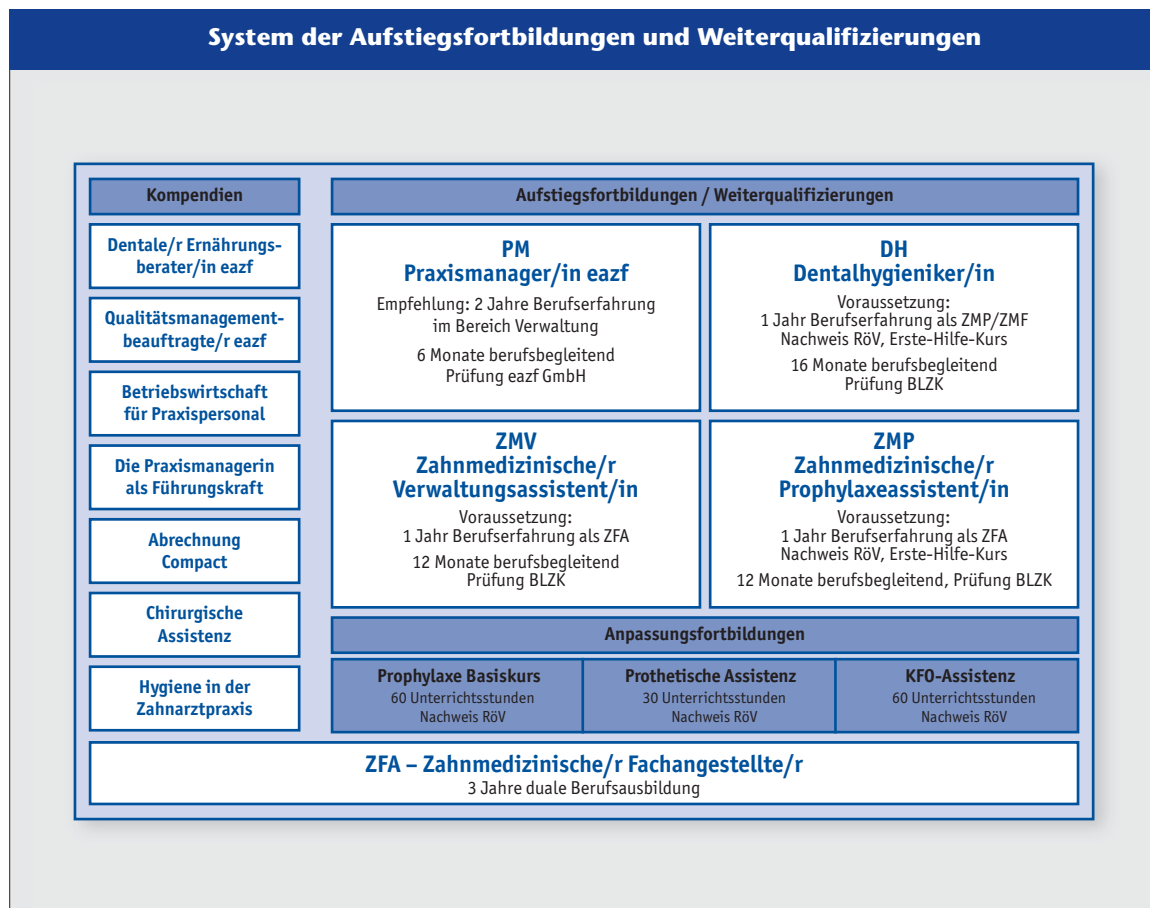 System der Aufstiegsfortbildungen und Weiterqualifizierungen
Kompendien
Dentale/r Ernährungs-
berater/in eazf
Qualitätsmanagement-
beauftragte/r eazf
Betriebswirtschaft
für Praxispersonal
Die Praxismanagerin
als Führungskraft
Abrechnung
Compact
Chirurgische
Assistenz
Hygiene in der
Zahnarztpraxis
Aufstiegsfortbildungen / Weiterqualifizierungen
PM
Praxismanager/in eazf
Empfehlung: 2 Jahre Berufserfahrung
im Bereich Verwaltung
6 Monate berufsbegleitend
Prüfung eazf GmbH
DH
Dentalhygieniker/in
Voraussetzung:
1 Jahr Berufserfahrung als ZMP/ZMF
Nachweis RöV, Erste-Hilfe-Kurs
16 Monate berufsbegleitend
Prüfung BLZK
ZMV
Zahnmedizinische/r
Verwaltungsassistent/in
Voraussetzung:
1 Jahr Berufserfahrung als ZFA
12 Monate berufsbegleitend
Prüfung BLZK
ZMP
Zahnmedizinische/r
Prophylaxeassistent/in
Voraussetzung:
1 Jahr Berufserfahrung als ZFA
Nachweis RöV, Erste-Hilfe-Kurs
12 Monate berufsbegleitend, Prüfung BLZK
Anpassungsfortbildungen
Prophylaxe Basiskurs
60 Unterrichtsstunden
Nachweis RöV
Prothetische Assistenz
30 Unterrichtsstunden
Nachweis RöV
KFO-Assistenz
60 Unterrichtsstunden
Nachweis RöV
ZFA – Zahnmedizinische/r Fachangestellte/r
3 Jahre duale Berufsausbildung